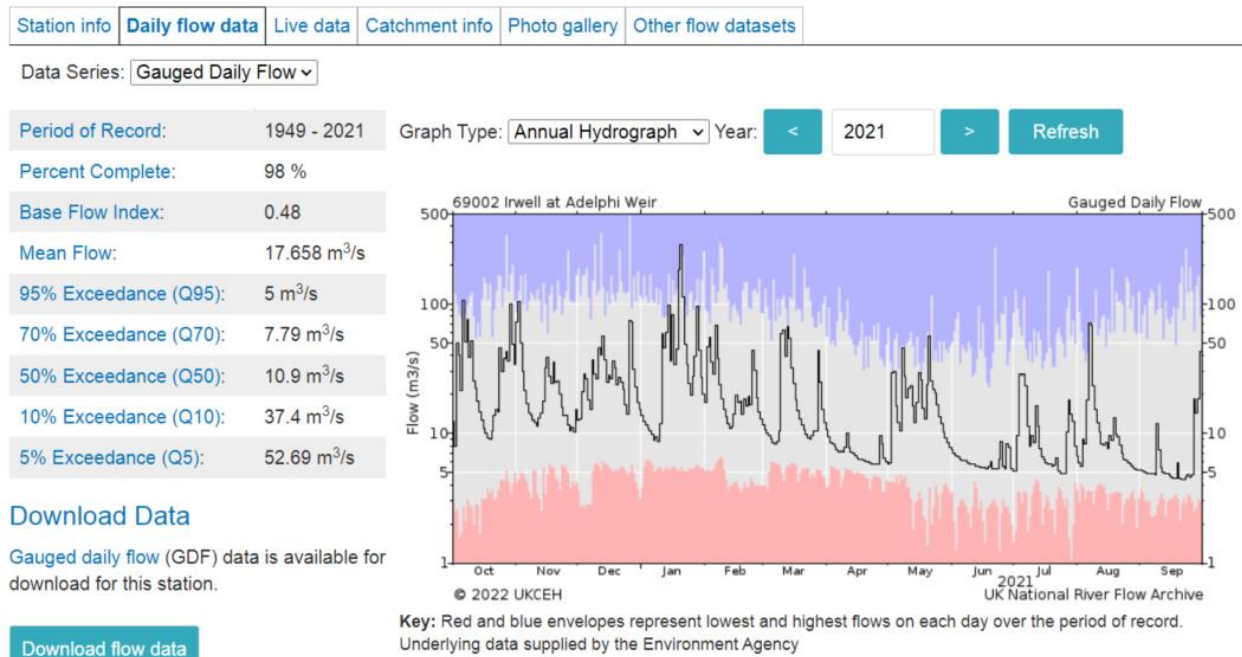 Station info Daily flow data Live data Catchment info Photo gallery Other flow datasets
Data Series: Gauged Daily Flow
Period of Record: 1949 - 2021
Percent Complete: 98 %
Base Flow Index: 0.48
Mean Flow: 17.658 m³/s
95% Exceedance (Q95): 5 m³/s
70% Exceedance (Q70): 7.79 m³/s
50% Exceedance (Q50): 10.9 m³/s
10% Exceedance (Q10): 37.4 m³/s
5% Exceedance (Q5): 52.69 m³/s
Download Data
Gauged daily flow (GDF) data is available for
download for this station.
Download flow data
Graph Type: Annual Hydrograph Year: < 2021 > Refresh
69002 Irwell at Adelphi Weir Gauged Daily Flow
500 500
100 100
50 50
Flow (m3/s)
10 10
5 5
1 1
Oct Nov Dec Jan Feb Mar Apr May Jun Jul Aug Sep
2021
© 2022 UKCEH UK National River Flow Archive
Key: Red and blue envelopes represent lowest and highest flows on each day over the period of record.
Underlying data supplied by the Environment Agency